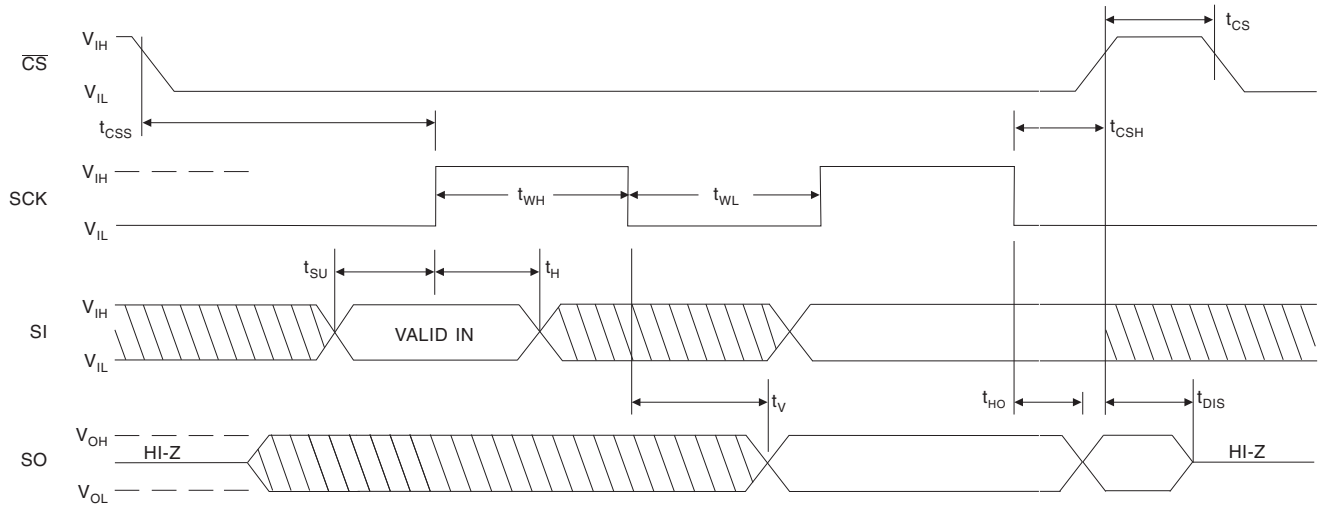 V_IH
t_CS
CS
V_IL
t_CSS
t_CSH
V_IH
SCK
t_WH
t_WL
V_IL
t_SU
t_H
V_IH
SI
VALID IN
V_IL
t_V
t_HO
t_DIS
V_OH
SO
HI-Z
HI-Z
V_OL